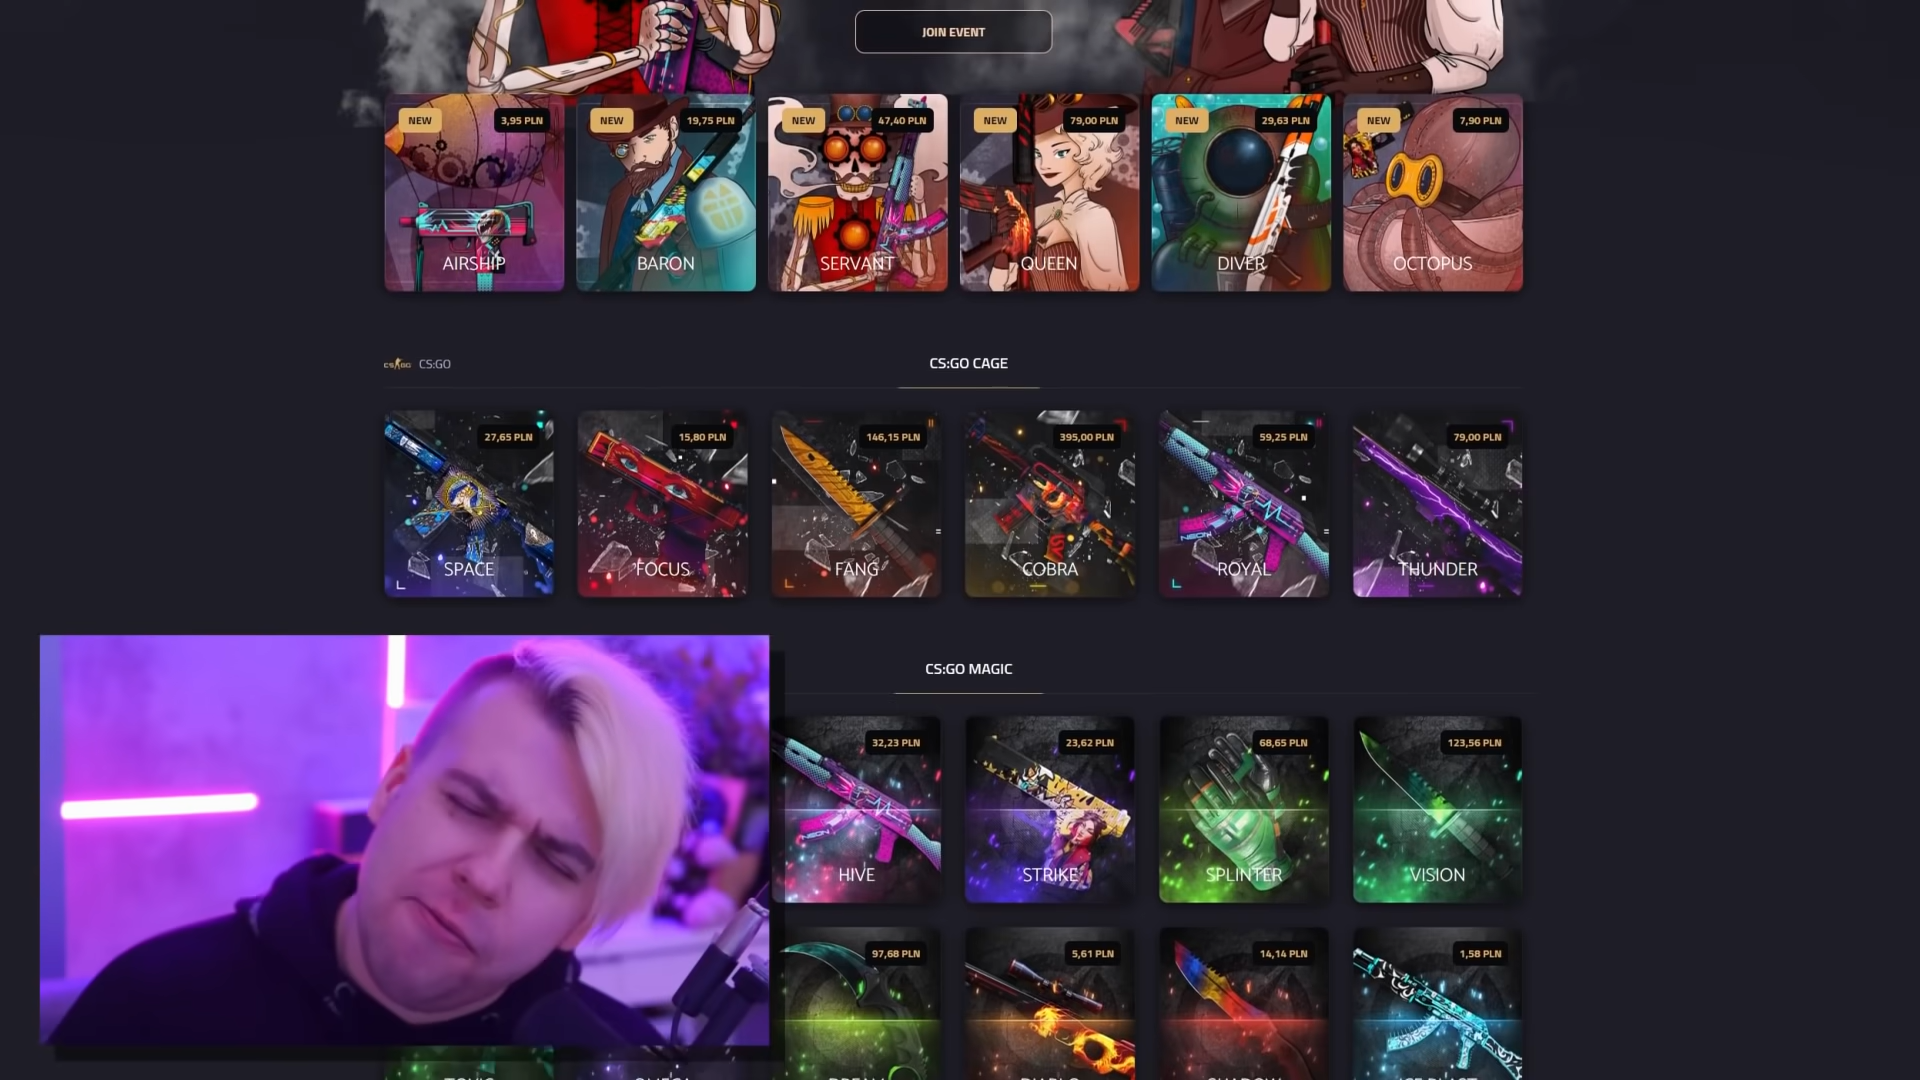 JOIN EVENT
NEW 3,95 PLN NEW 19,75 PLN NEW 47,40 PLN NEW 79,00 PLN NEW 29,63 PLN NEW 7,90 PLN
AIRSHIP BARON SERVANT QUEEN DIVER OCTOPUS
CS:GO CS:GO CS:GO CAGE
27,65 PLN 15,80 PLN 146,15 PLN 395,00 PLN 59,25 PLN 79,00 PLN
NEON
SPACE FOCUS FANG COBRA ROYAL THUNDER
CS:GO MAGIC
32,23 PLN 23,62 PLN 68,65 PLN 123,56 PLN
NEON
HIVE STRIKE SPLINTER VISION
97,68 PLN 5,61 PLN 14,14 PLN 1,58 PLN